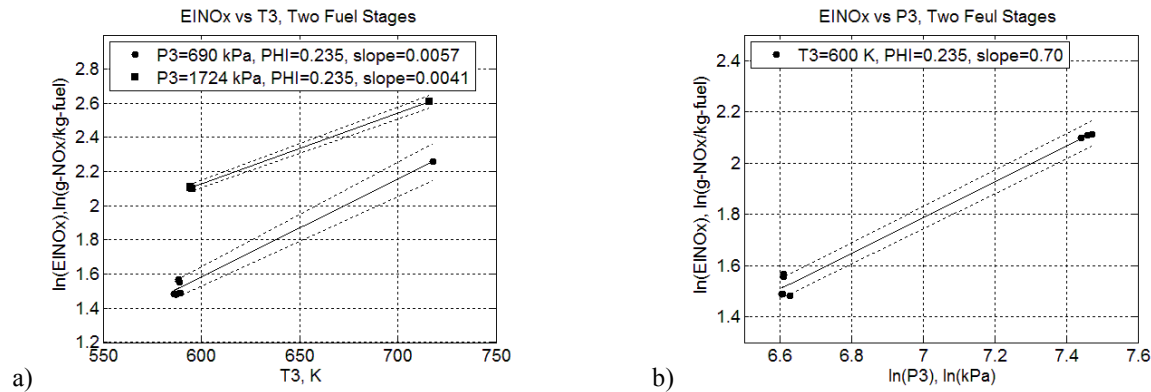 EINOx vs T3, Two Fuel Stages
P3=690 kPa, PHI=0.235, slope=0.0057
P3=1724 kPa, PHI=0.235, slope=0.0041
ln(EINOx),ln(g-NOx/kg-fuel)
2.8
2.6
2.4
2.2
2
1.8
1.6
1.4
1.2
550
600
650
700
750
T3, K
a)
EINOx vs P3, Two Feul Stages
T3=600 K, PHI=0.235, slope=0.70
ln(EINOx), ln(g-NOx/kg-fuel)
2.4
2.2
2
1.8
1.6
1.4
6.6
6.8
7
7.2
7.4
7.6
ln(P3), ln(kPa)
b)